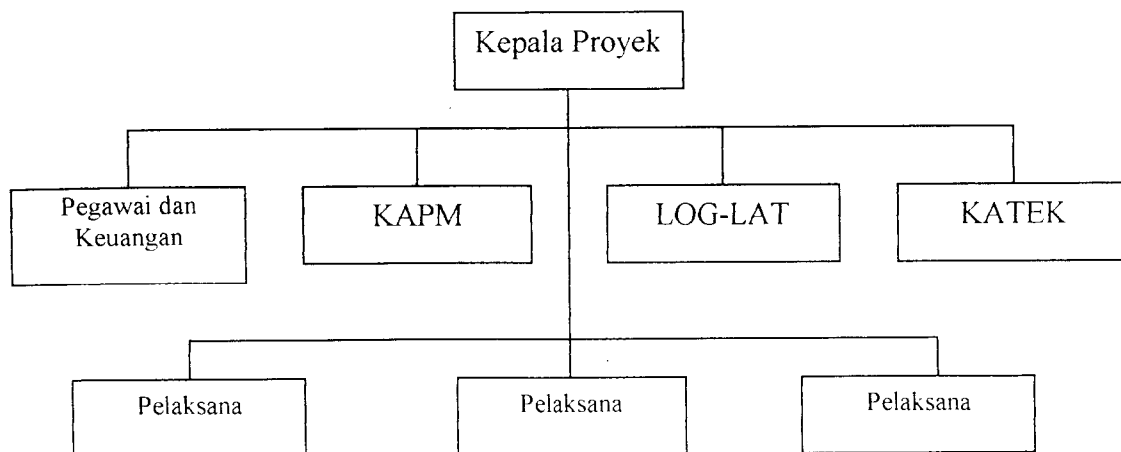 Kepala Proyek
Pegawai dan
Keuangan
KAPM
LOG-LAT
KATEK
Pelaksana
Pelaksana
Pelaksana